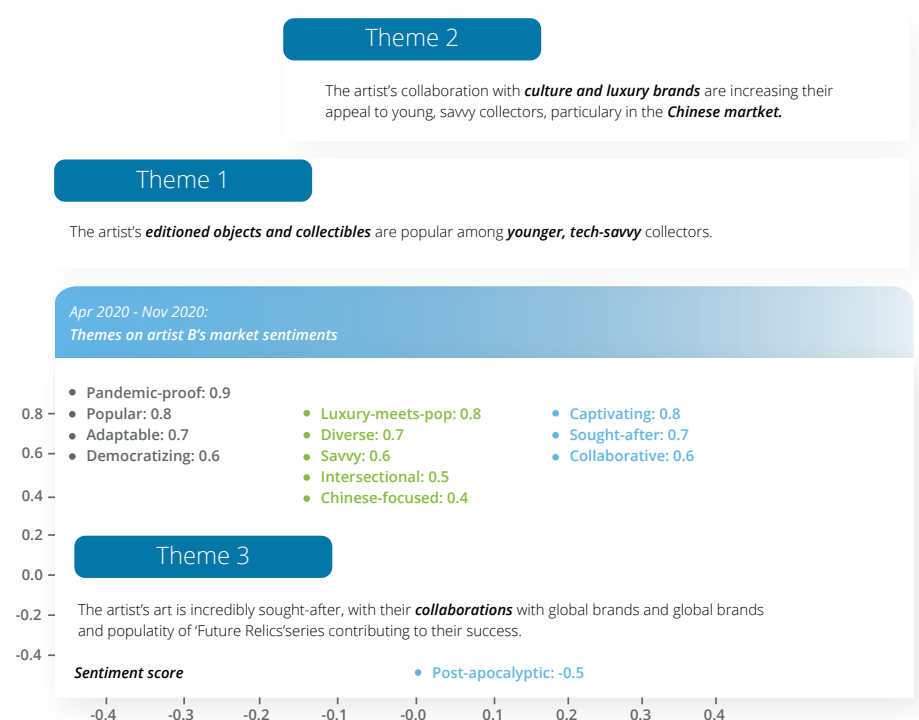 Theme 2
The artist's collaboration with culture and luxury brands are increasing their
appeal to young, savvy collectors, particulary in the Chinese martket.
Theme 1
The artist's editioned objects and collectibles are popular among younger, tech-savvy collectors.
Apr 2020 - Nov 2020:
Themes on artist B's market sentiments
Pandemic-proof: 0.9
Popular: 0.8
Adaptable: 0.7
Democratizing: 0.6
Luxury-meets-pop: 0.8
Diverse: 0.7
Savvy: 0.6
Intersectional: 0.5
Chinese-focused: 0.4
Captivating: 0.8
Sought-after: 0.7
Collaborative: 0.6
0.8
0.6
0.4
0.2
0.0
-0.2
-0.4
Theme 3
The artist's art is incredibly sought-after, with their collaborations with global brands and global brands
and populatity of 'Future Relics'series contributing to their success.
Sentiment score
Post-apocalyptic: -0.5
-0.4 -0.3 -0.2 -0.1 -0.0 0.1 0.2 0.3 0.4